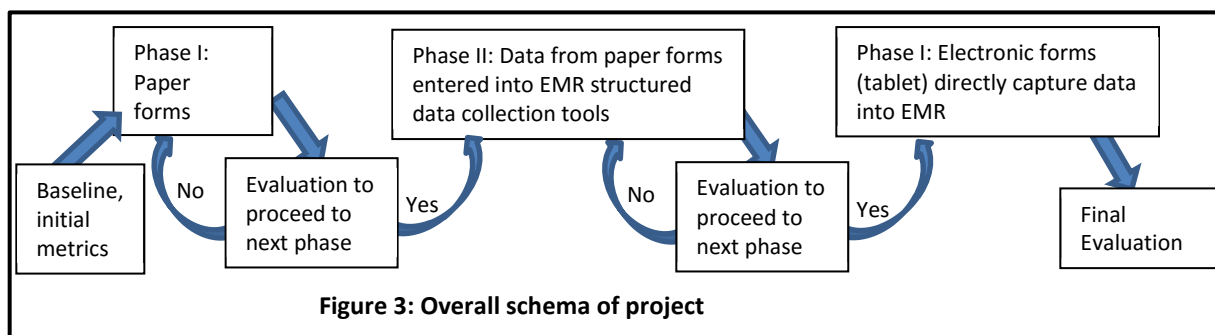 Phase I:
Paper
forms
Phase II: Data from paper forms
entered into EMR structured
data collection tools
Phase I: Electronic forms
(tablet) directly capture data
into EMR
Baseline,
initial
metrics
No
Evaluation to
proceed to
next phase
Yes
No
Evaluation to
proceed to
next phase
Yes
Final
Evaluation
Figure 3: Overall schema of project